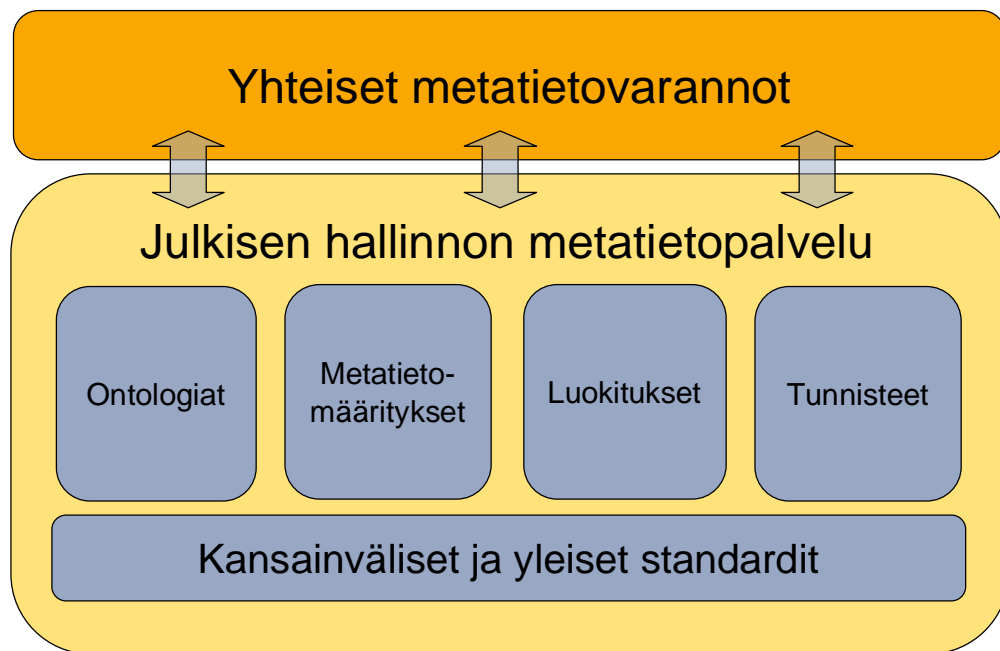 Yhteiset metatietovarannot
Julkisen hallinnon metatietopalvelu
Ontologiat
Metatieto-
määritykset
Luokitukset
Tunnisteet
Kansainväliset ja yleiset standardit